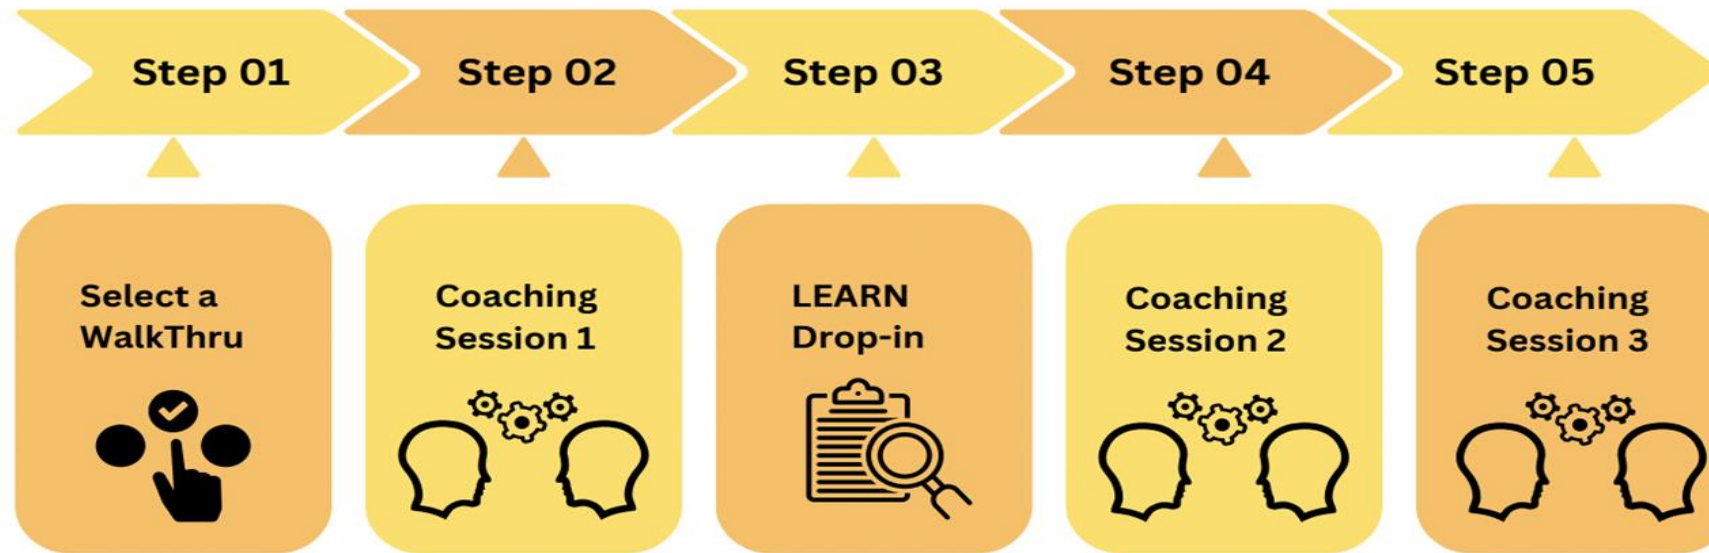 Step 01
Step 02
Step 03
Step 04
Step 05
Select a
WalkThru
Coaching
Session 1
LEARN
Drop-in
Coaching
Session 2
Coaching
Session 3